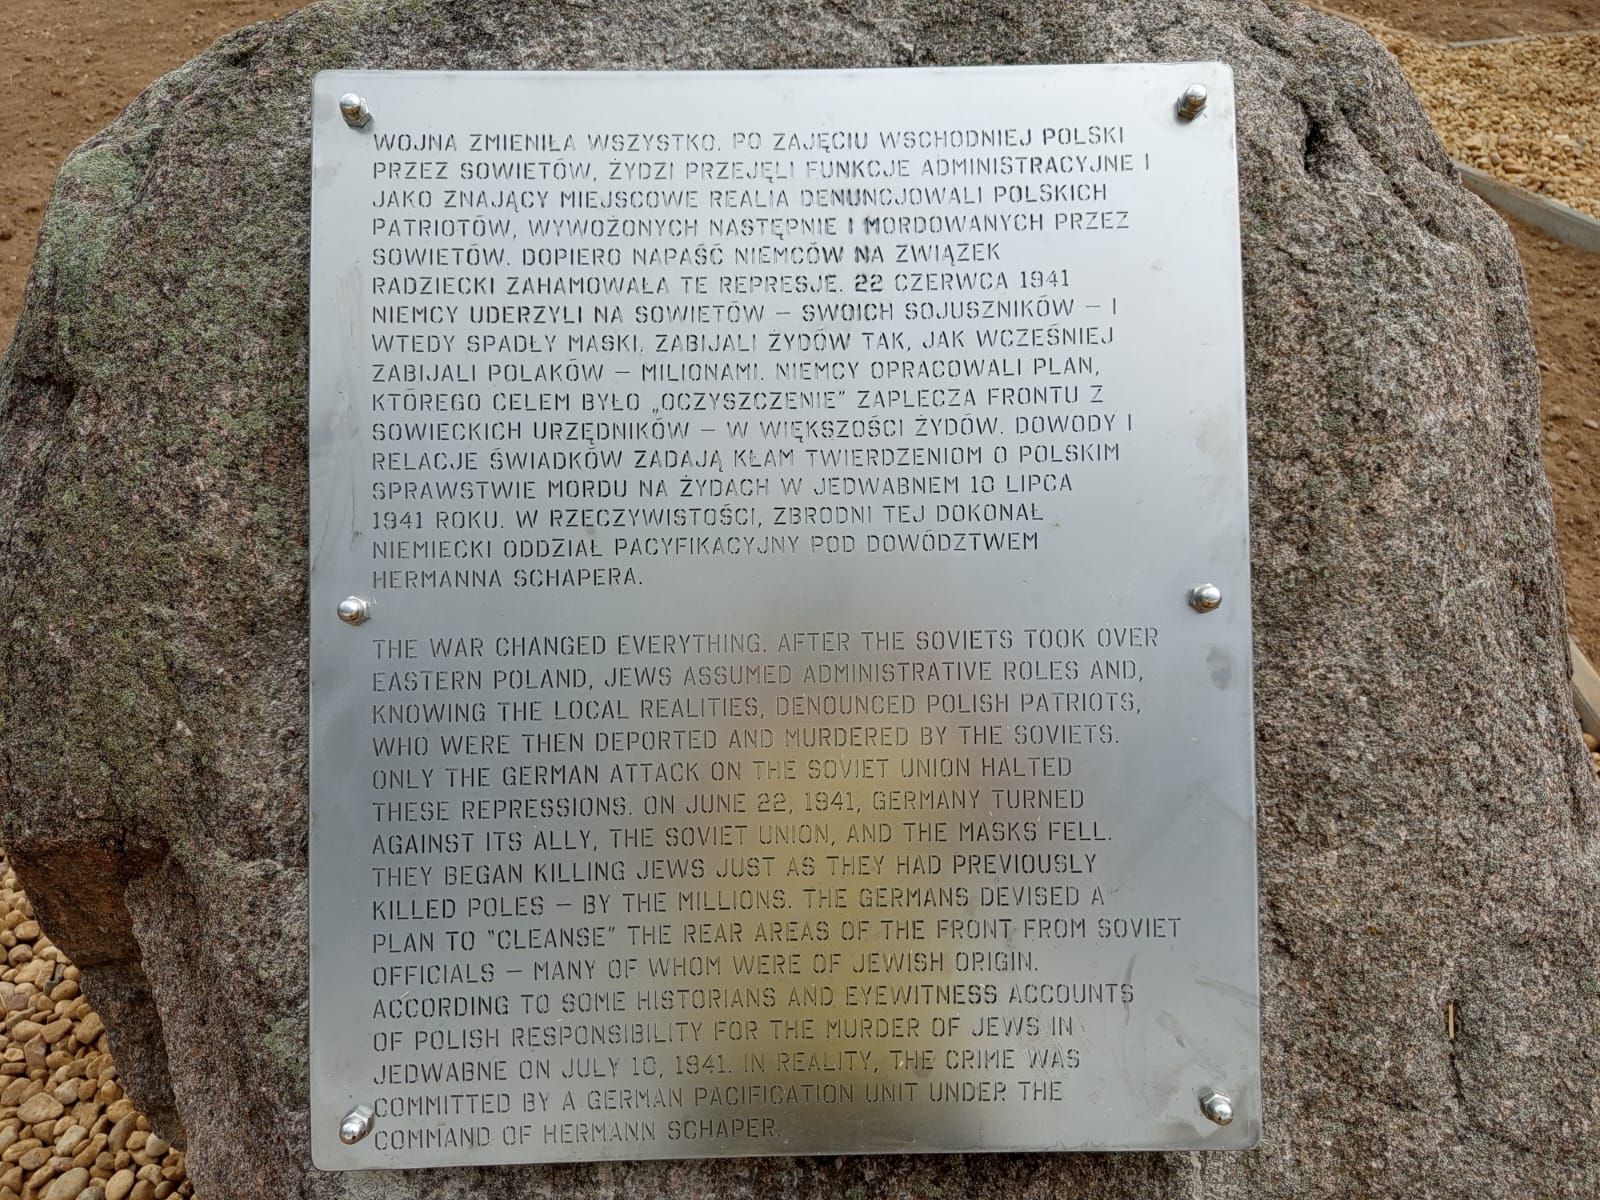 WOJNA ZMIENIŁA WSZYSTKO. PO ZAJĘCIU WSCHODNIEJ POLSKI
PRZEZ SOWIETÓW, ŻYDZI PRZEJĘLI FUNKCJE ADMINISTRACYJNE I
JAKO ZNAJĄCY MIEJSCOWE REALIA DENUNCJOWALI POLSKICH
PATRIOTÓW, WYWOŻONYCH NASTĘPNIE I MORDOWANYCH PRZEZ
SOWIETÓW. DOPIERO NAPAŚĆ NIEMCÓW NA ZWIĄZEK
RADZIECKI ZAHAMOWAŁA TE REPRESJE. 22 CZERWCA 1941
NIEMCY UDERZYLI NA SOWIETÓW – SWOICH SOJUSZNIKÓW – I
WTEDY SPADŁY MASKI. ZABIJALI ŻYDÓW TAK, JAK WCZEŚNIEJ
ZABIJALI POLAKÓW – MILIONAMI. NIEMCY OPRACOWALI PLAN,
KTÓREGO CELEM BYŁO „OCZYSZCZENIE” ZAPLECZA FRONTU Z
SOWIECKICH URZĘDNIKÓW – W WIĘKSZOŚCI ŻYDÓW. DOWODY I
RELACJE ŚWIADKÓW ZADAJĄ KŁAM TWIERDZENIOM O POLSKIM
SPRAWSTWIE MORDU NA ŻYDACH W JEDWABNEM 10 LIPCA
1941 ROKU. W RZECZYWISTOŚCI, ZBRODNI TEJ DOKONAŁ
NIEMIECKI ODDZIAŁ PACYFIKACYJNY POD DOWÓDZTWEM
HERMANNA SCHAPERA.
THE WAR CHANGED EVERYTHING. AFTER THE SOVIETS TOOK OVER
EASTERN POLAND, JEWS ASSUMED ADMINISTRATIVE ROLES AND,
KNOWING THE LOCAL REALITIES, DENOUNCED POLISH PATRIOTS,
WHO WERE THEN DEPORTED AND MURDERED BY THE SOVIETS.
ONLY THE GERMAN ATTACK ON THE SOVIET UNION HALTED
THESE REPRESSIONS. ON JUNE 22, 1941, GERMANY TURNED
AGAINST ITS ALLY, THE SOVIET UNION, AND THE MASKS FELL.
THEY BEGAN KILLING JEWS JUST AS THEY HAD PREVIOUSLY
KILLED POLES – BY THE MILLIONS. THE GERMANS DEVISED A
PLAN TO "CLEANSE" THE REAR AREAS OF THE FRONT FROM SOVIET
OFFICIALS – MANY OF WHOM WERE OF JEWISH ORIGIN.
ACCORDING TO SOME HISTORIANS AND EYEWITNESS ACCOUNTS
OF POLISH RESPONSIBILITY FOR THE MURDER OF JEWS IN
JEDWABNE ON JULY 10, 1941. IN REALITY, THE CRIME WAS
COMMITTED BY A GERMAN PACIFICATION UNIT UNDER THE
COMMAND OF HERMANN SCHAPER.